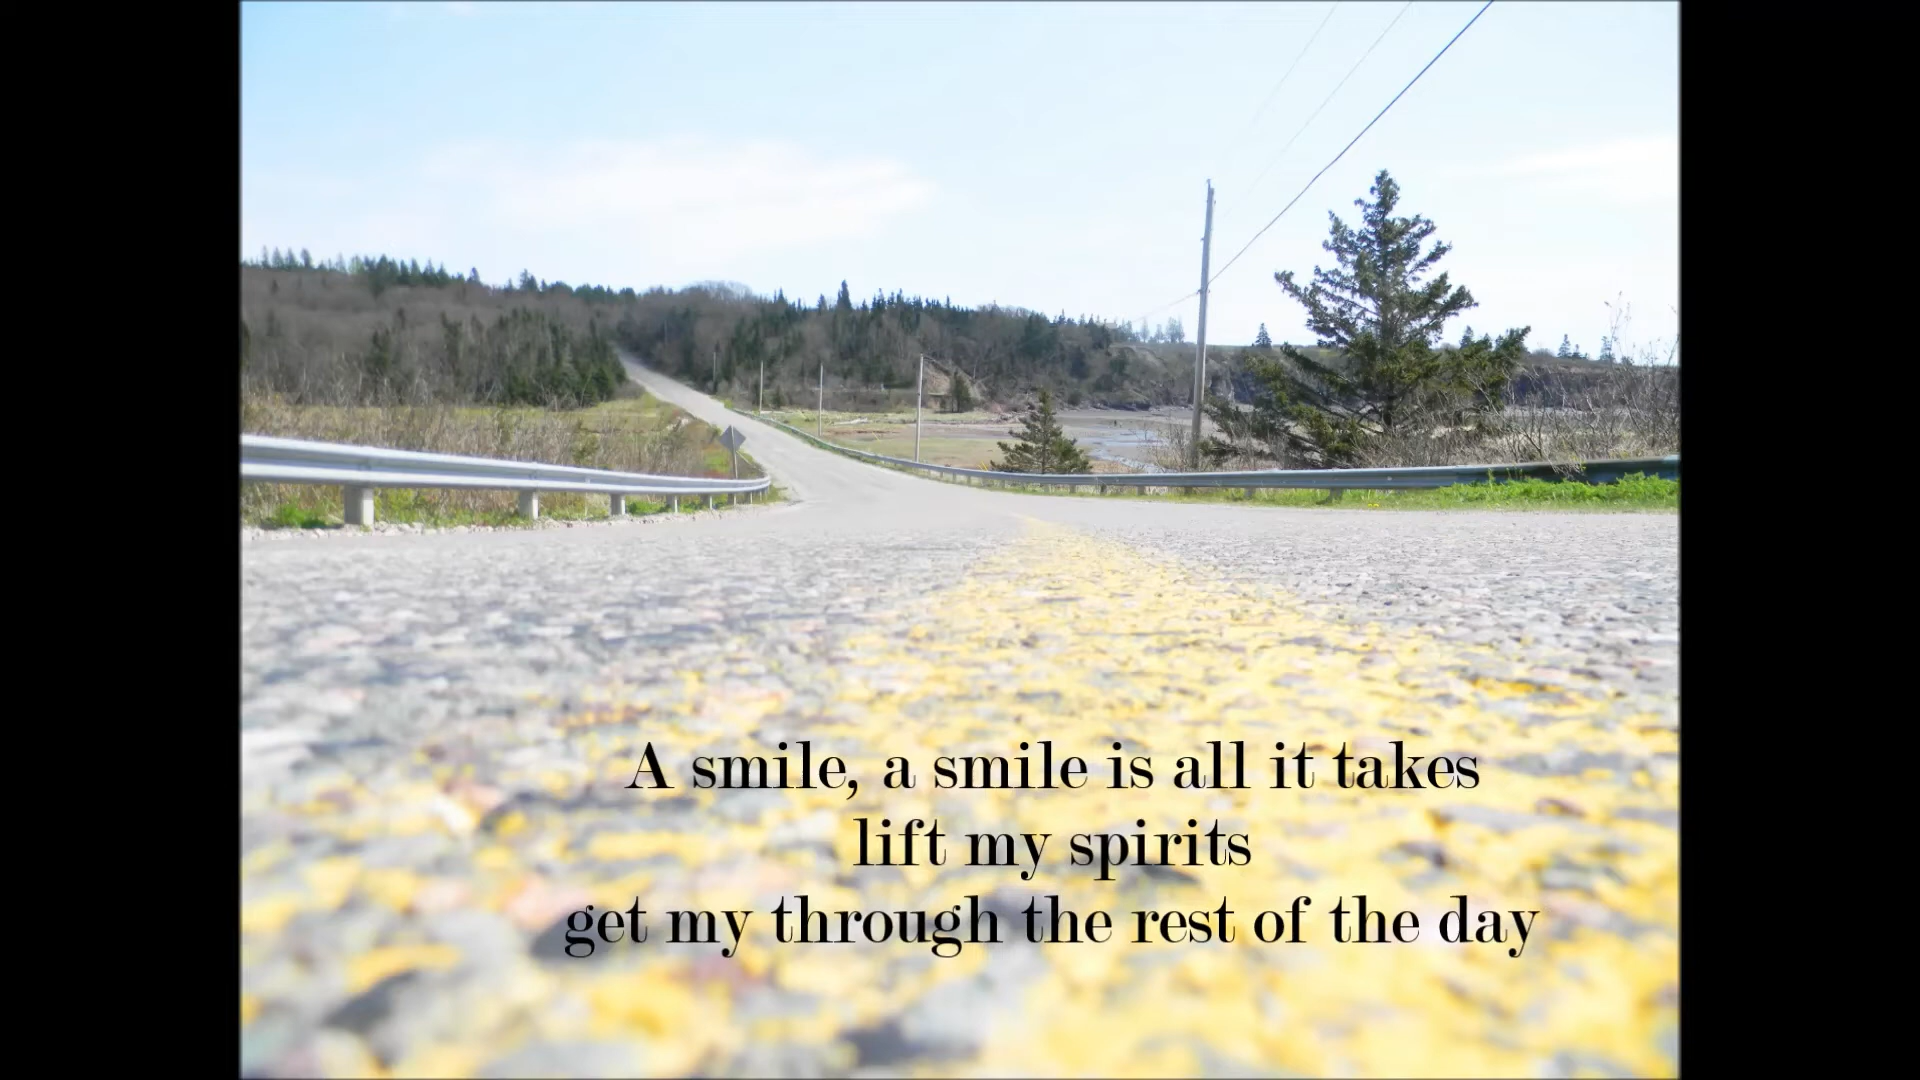 A smile, a smile is all it takes
lift my spirits
get my through the rest of the day